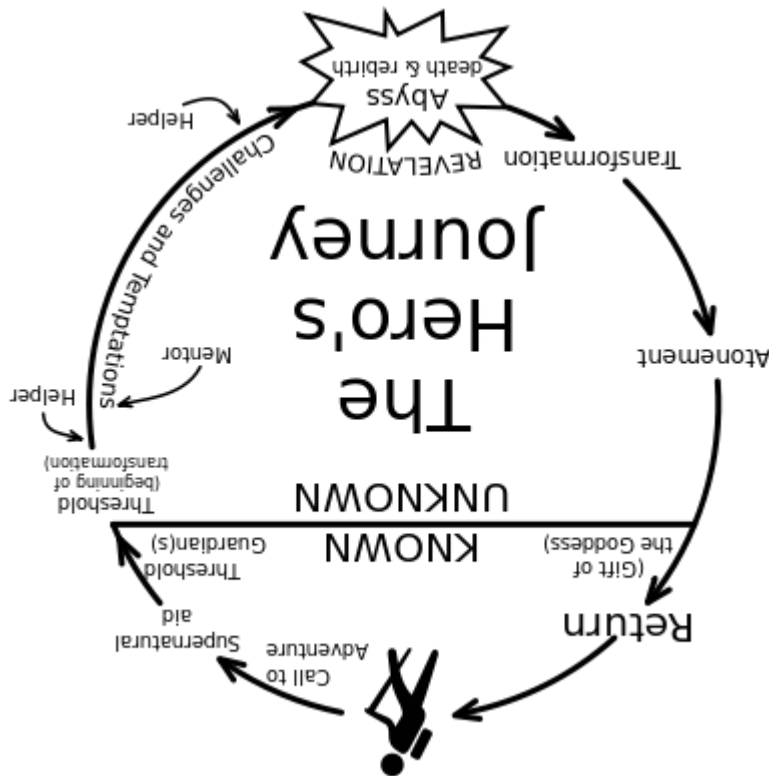 Call to
Adventure
Supernatural
aid
Return
(Gift of
the Goddess)
KNOWN
Threshold
Guardian(s)
UNKNOWN
Threshold
(beginning of
transformation)
Helper
Mentor
Challenges and Temptations
Helper
The
Hero's
Journey
Atonement
Transformation
REVELATION
Abyss
death & rebirth